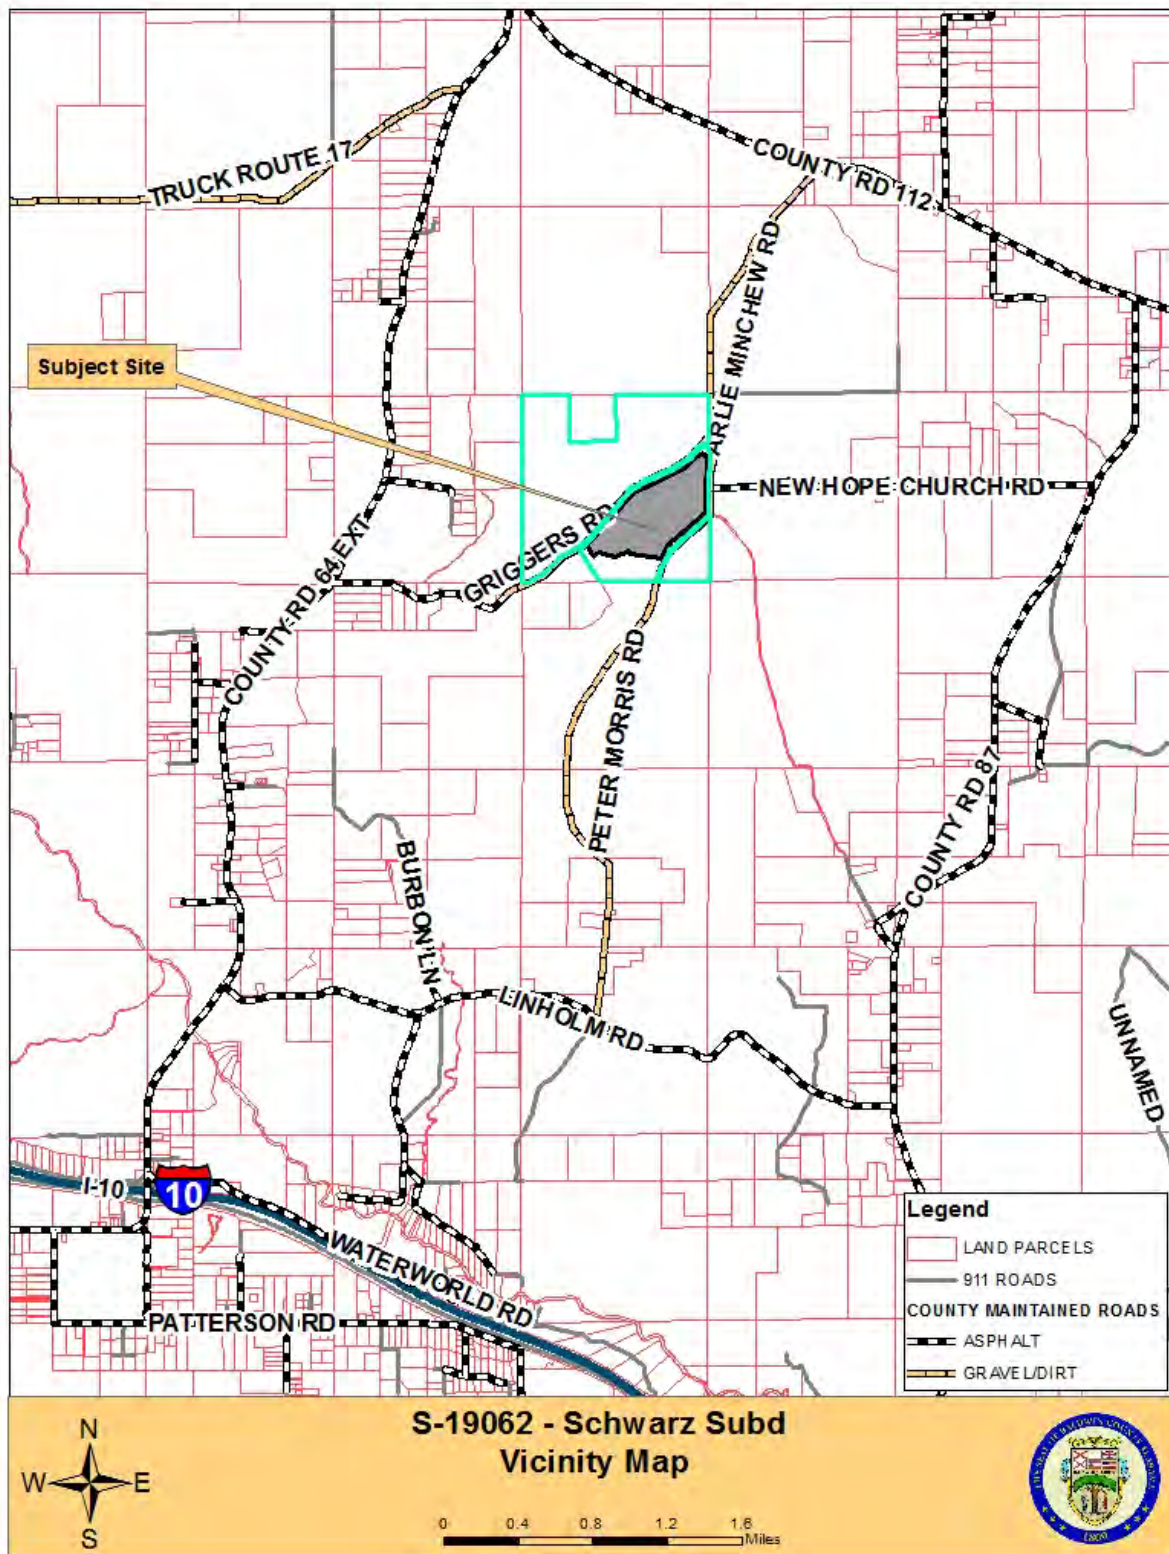 TRUCK ROUTE 17
COUNTY RD 112
ARLIE MINCHEW RD
Subject Site
NEW HOPE CHURCH RD
GRIGGERS RD
COUNTY RD 64 EXT
PETER MORRIS RD
COUNTY RD 87
BURBON LN
LINHOLM RD
UNNAMED
I-10
10
WATERWORLD RD
PATTERSON RD
Legend
LAND PARCELS
911 ROADS
COUNTY MAINTAINED ROADS
ASPHALT
GRAVEL/DIRT
S-19062 - Schwarz Subd
Vicinity Map
N
W E
S
0 0.4 0.8 1.2 1.6
Miles
1809